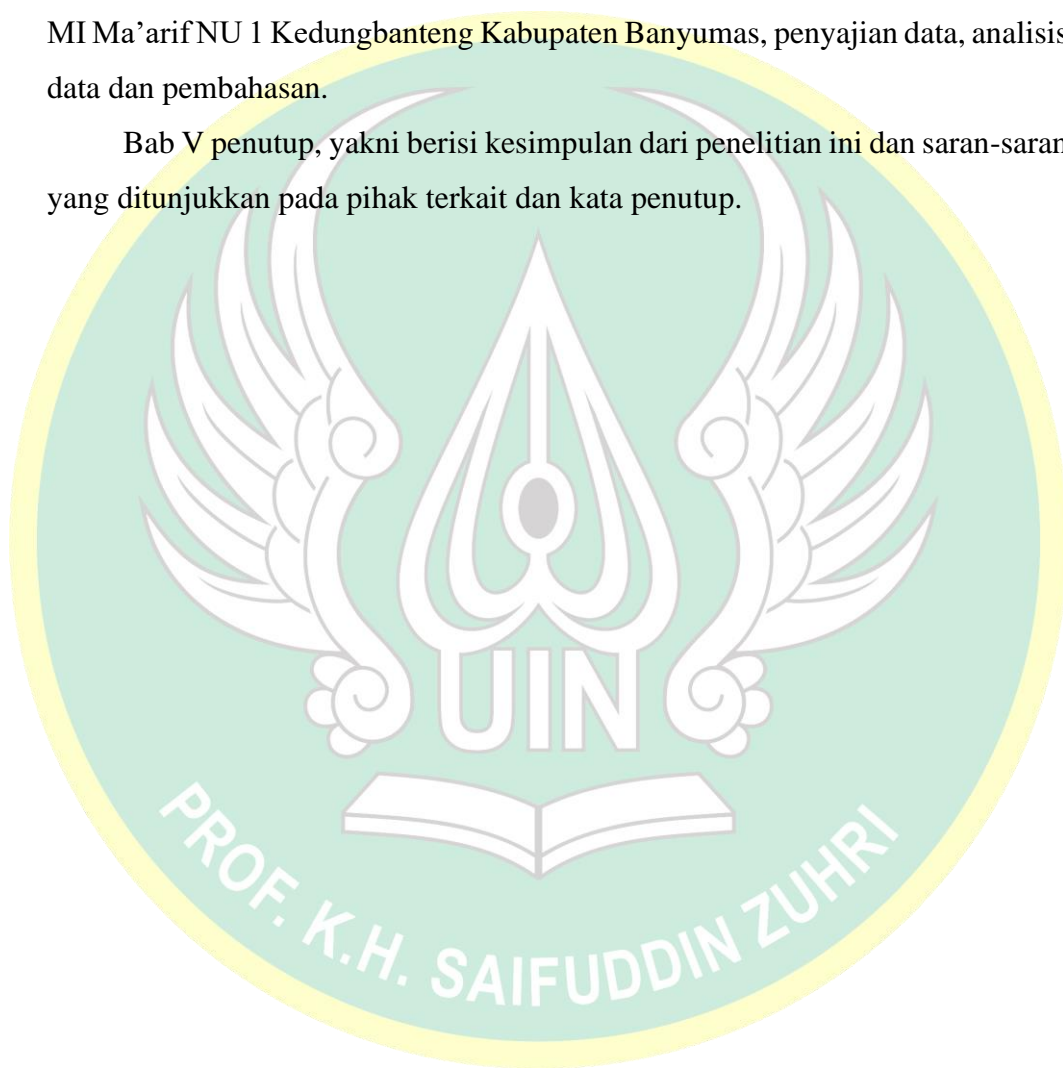 MI Ma’arif NU 1 Kedungbanteng Kabupaten Banyumas, penyajian data, analisis
data dan pembahasan.
Bab V penutup, yakni berisi kesimpulan dari penelitian ini dan saran-saran
yang ditunjukkan pada pihak terkait dan kata penutup.
UIN
PROF. K.H. SAIFUDDIN ZUHRI